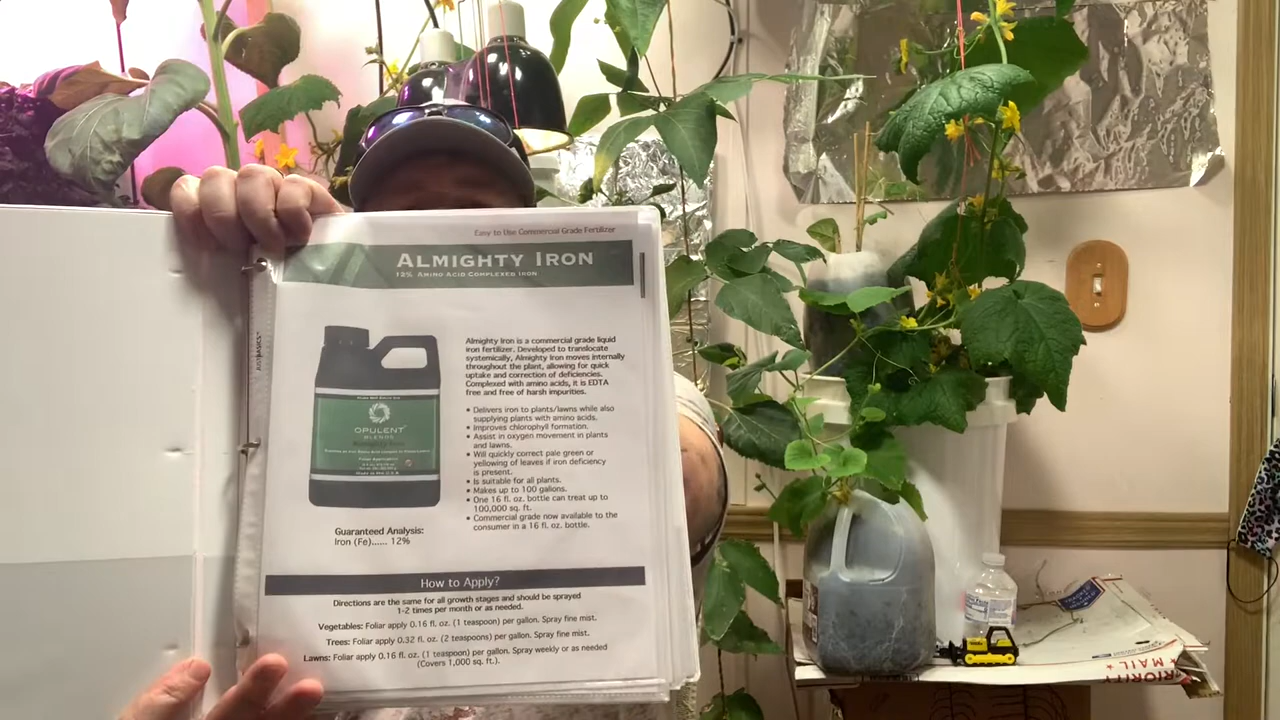 Easy to Use Commercial Grade Fertilizer
ALMIGHTY IRON
12% AMINO ACID COMPLEXED IRON
Almighty Iron is a commercial grade liquid
iron fertilizer. Developed to translocate
systemically, Almighty Iron moves internally
throughout the plant, allowing for quick
uptake and correction of deficiencies.
Complexed with amino acids, it is EDTA
free and free of harsh impurities.
• Delivers iron to plants/lawns while also
supplying plants with amino acids.
• Improves chlorophyll formation.
• Assist in oxygen movement in plants
and lawns.
• Will quickly correct pale green or
yellowing of leaves if iron deficiency
is present.
• Is suitable for all plants.
• Makes up to 100 gallons.
• One 16 fl. oz. bottle can treat up to
100,000 sq. ft.
• Commercial grade now available to the
consumer in a 16 fl. oz. bottle.
OPULENT
BLENDS
Almighty Iron
Foliar Application
Made in the U.S.A.
Guaranteed Analysis:
Iron (Fe)...... 12%
How to Apply?
Directions are the same for all growth stages and should be sprayed
1-2 times per month or as needed.
Vegetables: Foliar apply 0.16 fl. oz. (1 teaspoon) per gallon. Spray fine mist.
Trees: Foliar apply 0.32 fl. oz. (2 teaspoons) per gallon. Spray fine mist.
Lawns: Foliar apply 0.16 fl. oz. (1 teaspoon) per gallon. Spray weekly or as needed
(Covers 1,000 sq. ft.).
JUSTBASICS
PRIORITY
★ MAIL ★